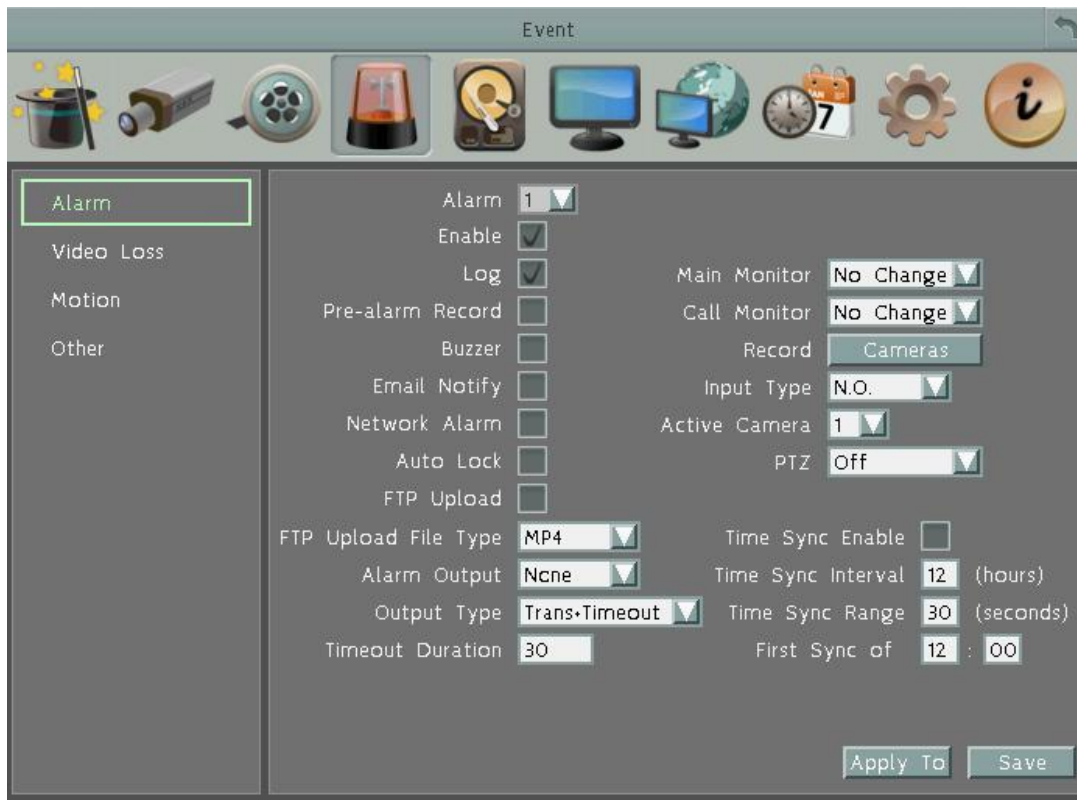 Event
JAN
7
Alarm
Video Loss
Motion
Other
Alarm 1
Enable
Log
Pre-alarm Record
Buzzer
Email Notify
Network Alarm
Auto Lock
FTP Upload
FTP Upload File Type MP4
Alarm Output None
Output Type Trans+Timeout
Timeout Duration 30
Main Monitor No Change
Call Monitor No Change
Record Cameras
Input Type N.O.
Active Camera 1
PTZ Off
Time Sync Enable
Time Sync Interval 12 (hours)
Time Sync Range 30 (seconds)
First Sync of 12 : 00
Apply To Save